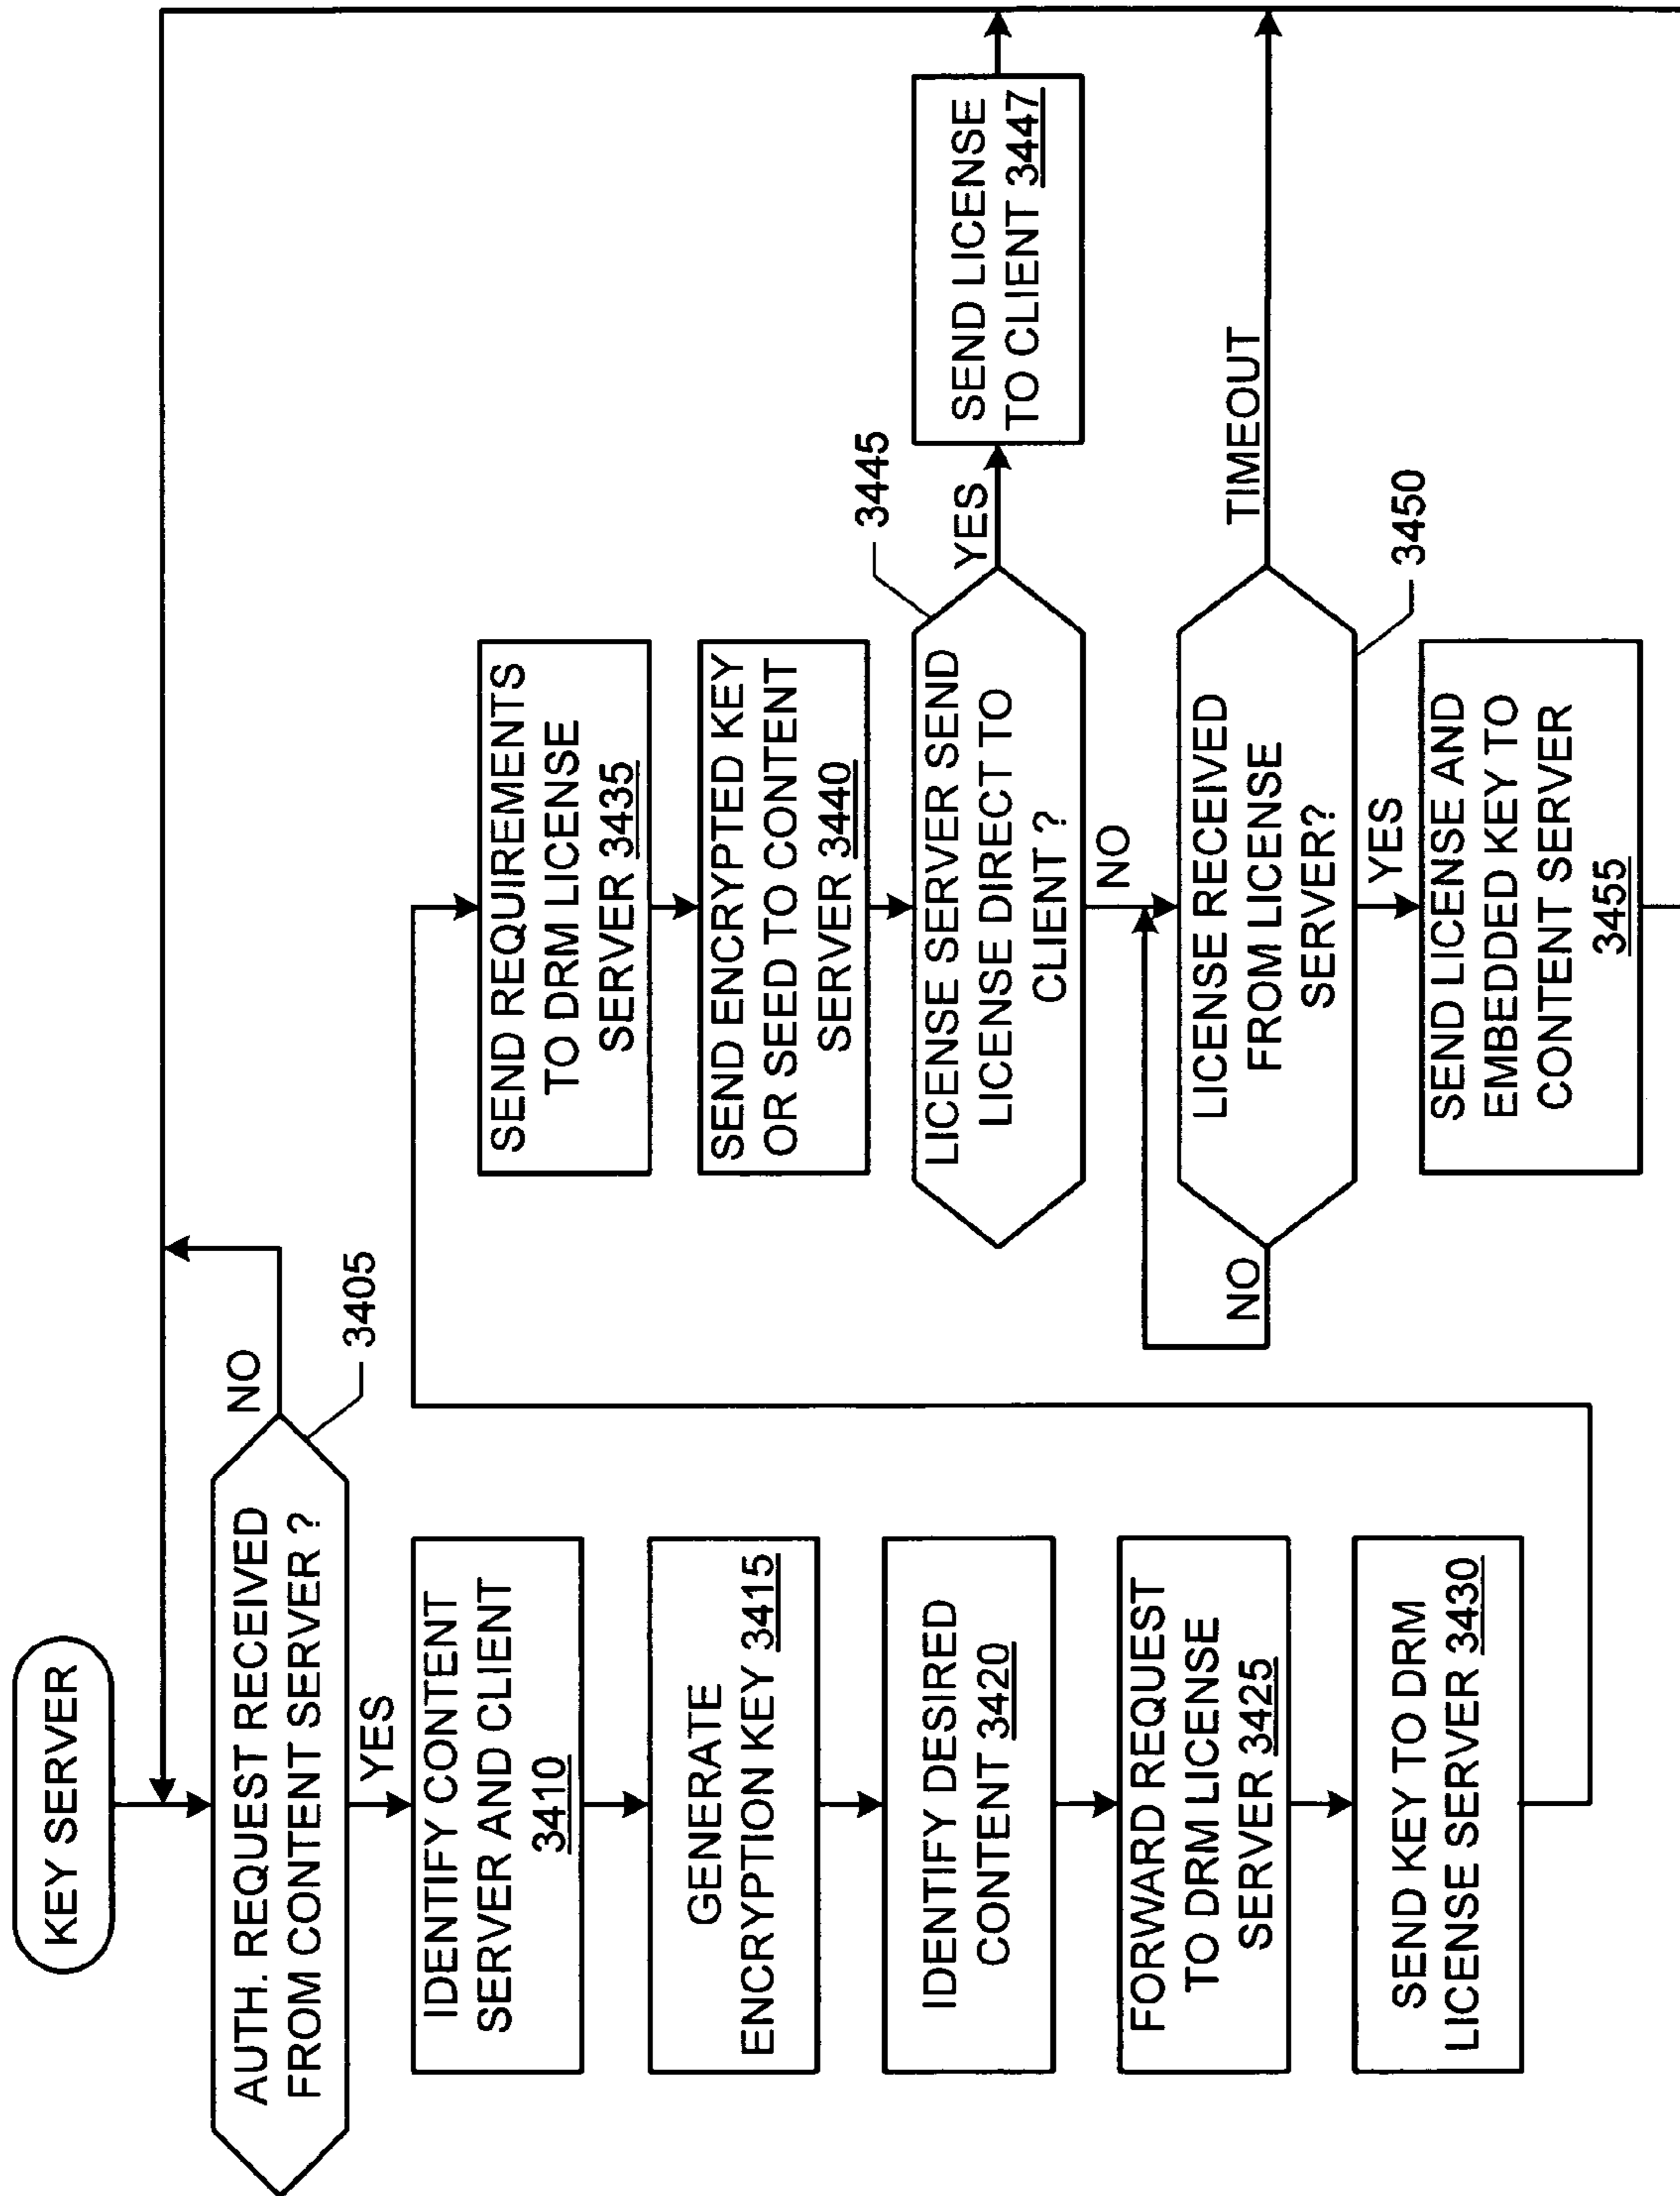 KEY SERVER
AUTH. REQUEST RECEIVED
FROM CONTENT SERVER ?
NO
3405
YES
IDENTIFY CONTENT
SERVER AND CLIENT
3410
GENERATE
ENCRYPTION KEY 3415
IDENTIFY DESIRED
CONTENT 3420
FORWARD REQUEST
TO DRM LICENSE
SERVER 3425
SEND KEY TO DRM
LICENSE SERVER 3430
SEND REQUIREMENTS
TO DRM LICENSE
SERVER 3435
SEND ENCRYPTED KEY
OR SEED TO CONTENT
SERVER 3440
LICENSE SERVER SEND
LICENSE DIRECT TO
CLIENT ?
3445
YES
SEND LICENSE
TO CLIENT 3447
NO
LICENSE RECEIVED
FROM LICENSE
SERVER?
NO
TIMEOUT
3450
YES
SEND LICENSE AND
EMBEDDED KEY TO
CONTENT SERVER
3455